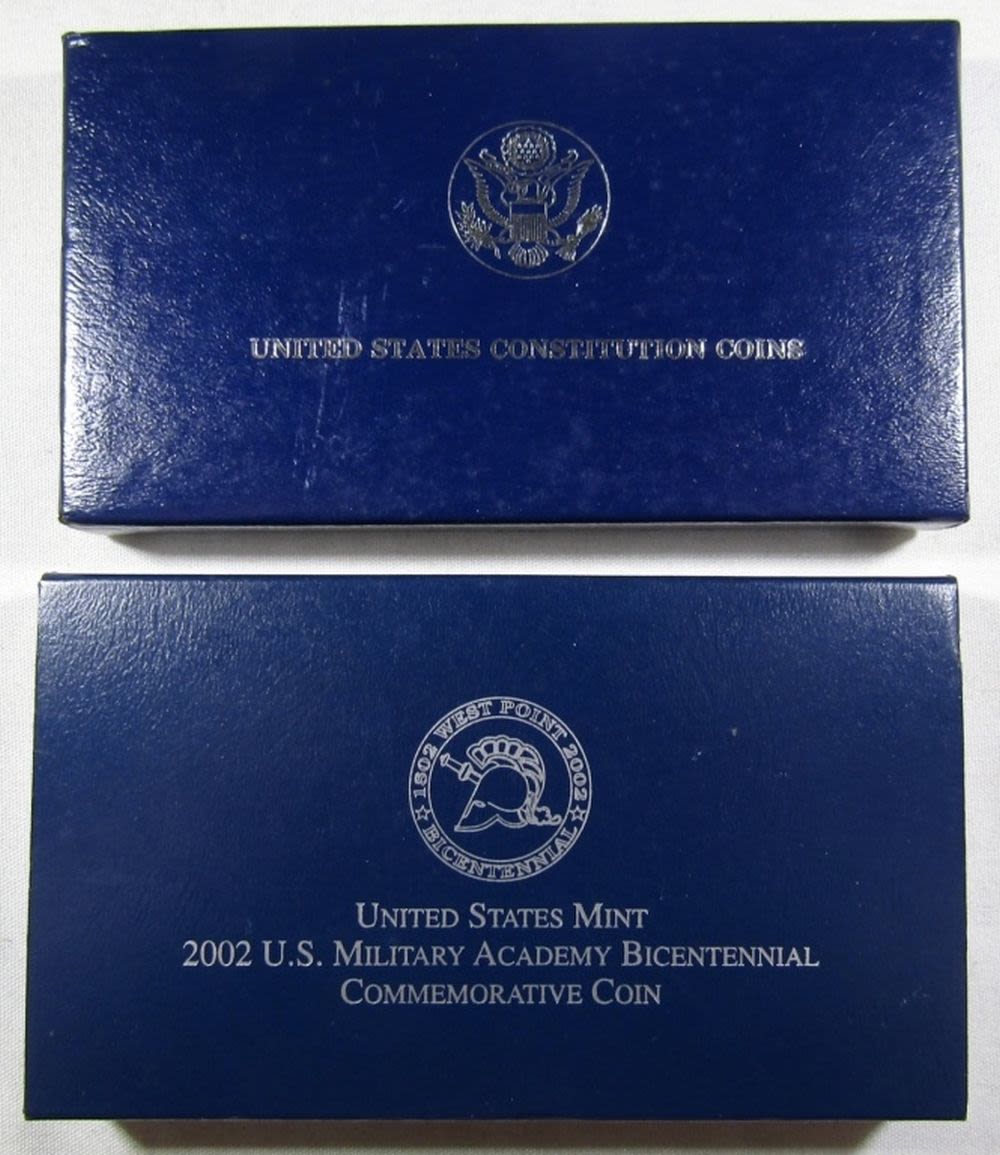 UNITED STATES CONSTITUTION COINS
1802 WEST POINT 2002
BICENTENNIAL
UNITED STATES MINT
2002 U.S. MILITARY ACADEMY BICENTENNIAL
COMMEMORATIVE COIN